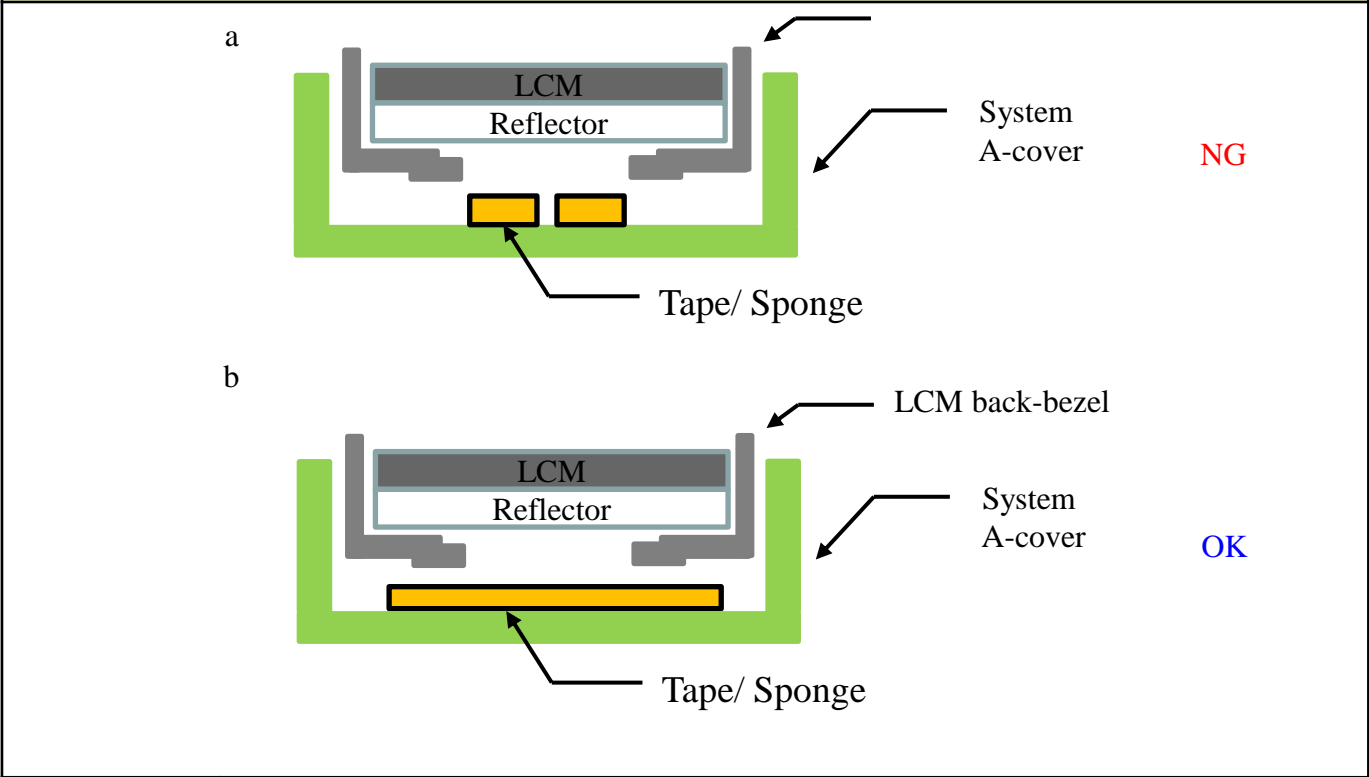 a
LCM
Reflector
System
A-cover
NG
Tape/ Sponge
b
LCM back-bezel
LCM
Reflector
System
A-cover
OK
Tape/ Sponge